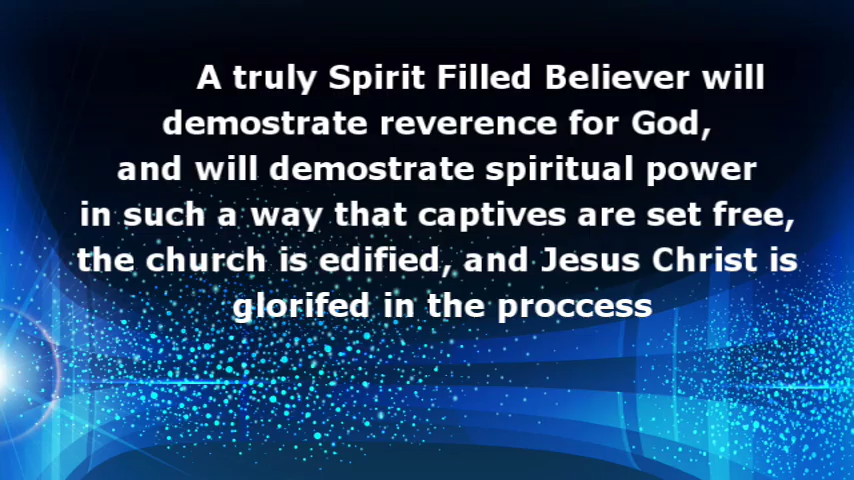 A truly Spirit Filled Believer will
demostrate reverence for God,
and will demostrate spiritual power
in such a way that captives are set free,
the church is edified, and Jesus Christ is
glorifed in the proccess